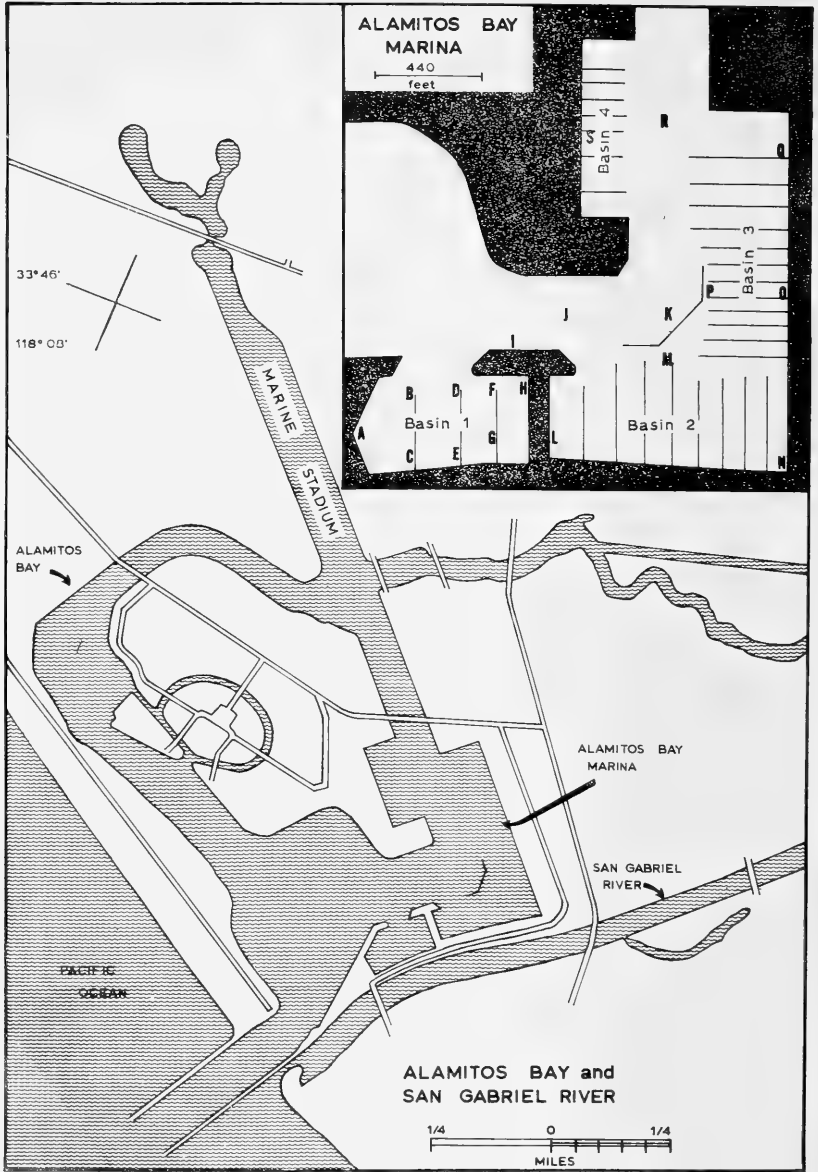 ALAMITOS BAY
MARINA
440
feet
R
S
Basin 4
Q
Basin 3
P
O
J
K
I
M
B
D
F
H
A
Basin 1
L
Basin 2
C
E
G
N
33° 46'
118° 08'
MARINE
STADIUM
ALAMITOS
BAY
ALAMITOS BAY
MARINA
SAN GABRIEL
RIVER
PACIFIC
OCEAN
ALAMITOS BAY and
SAN GABRIEL RIVER
1/4 0 1/4
MILES